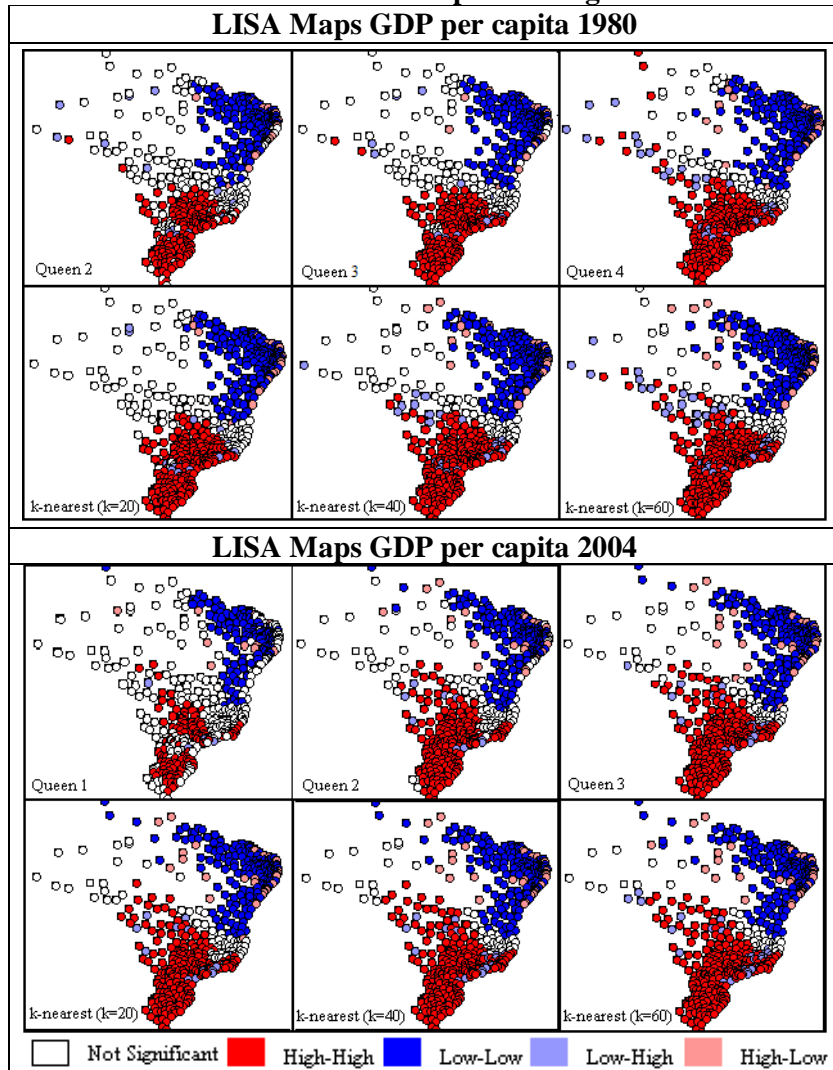 LISA Maps GDP per capita 1980
Queen 2
Queen 3
Queen 4
k-nearest (k=20)
k-nearest (k=40)
k-nearest (k=60)
LISA Maps GDP per capita 2004
Queen 1
Queen 2
Queen 3
k-nearest (k=20)
k-nearest (k=40)
k-nearest (k=60)
Not Significant High-High Low-Low Low-High High-Low